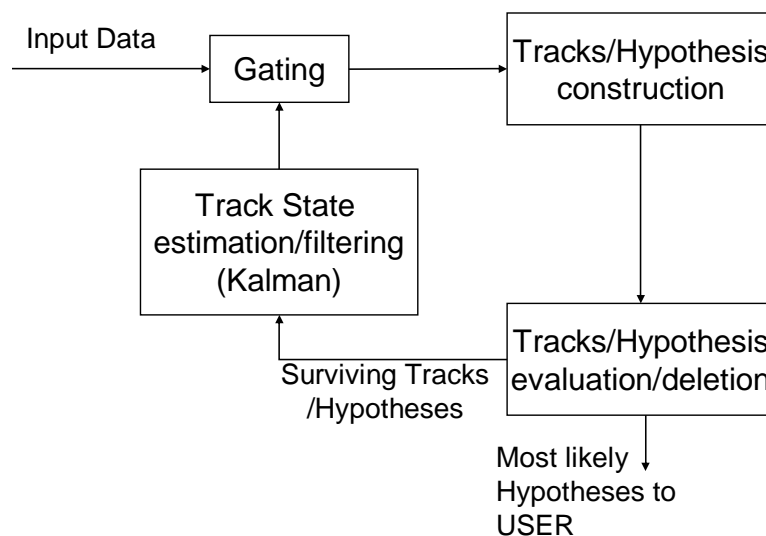 Input Data
Gating
Tracks/Hypothesis
construction
Track State
estimation/filtering
(Kalman)
Tracks/Hypothesis
evaluation/deletion
Surviving Tracks
/Hypotheses
Most likely
Hypotheses to
USER